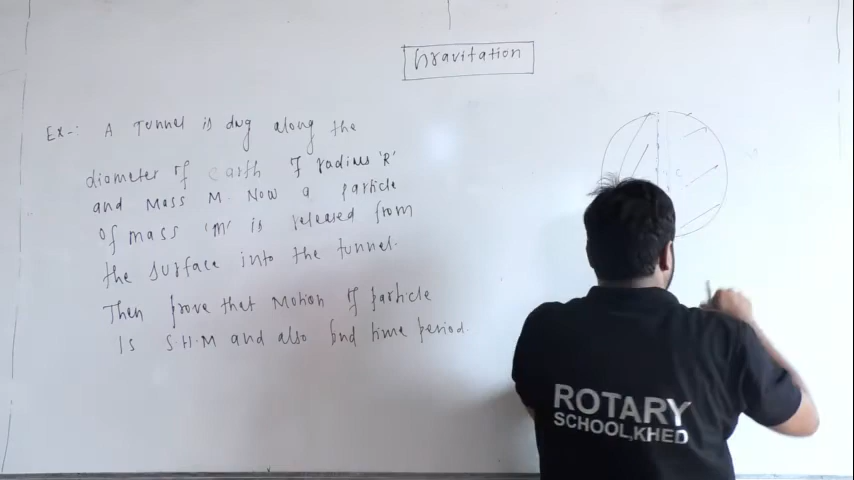 Gravitation
Ex-: A Tunnel is dug along the
diameter of earth of radius 'R'
and Mass M. Now a particle
of mass 'm' is released from
the surface into the tunnel.
Then prove that Motion of particle
Is S.H.M and also find time period.
ROTARY
SCHOOL,KHED